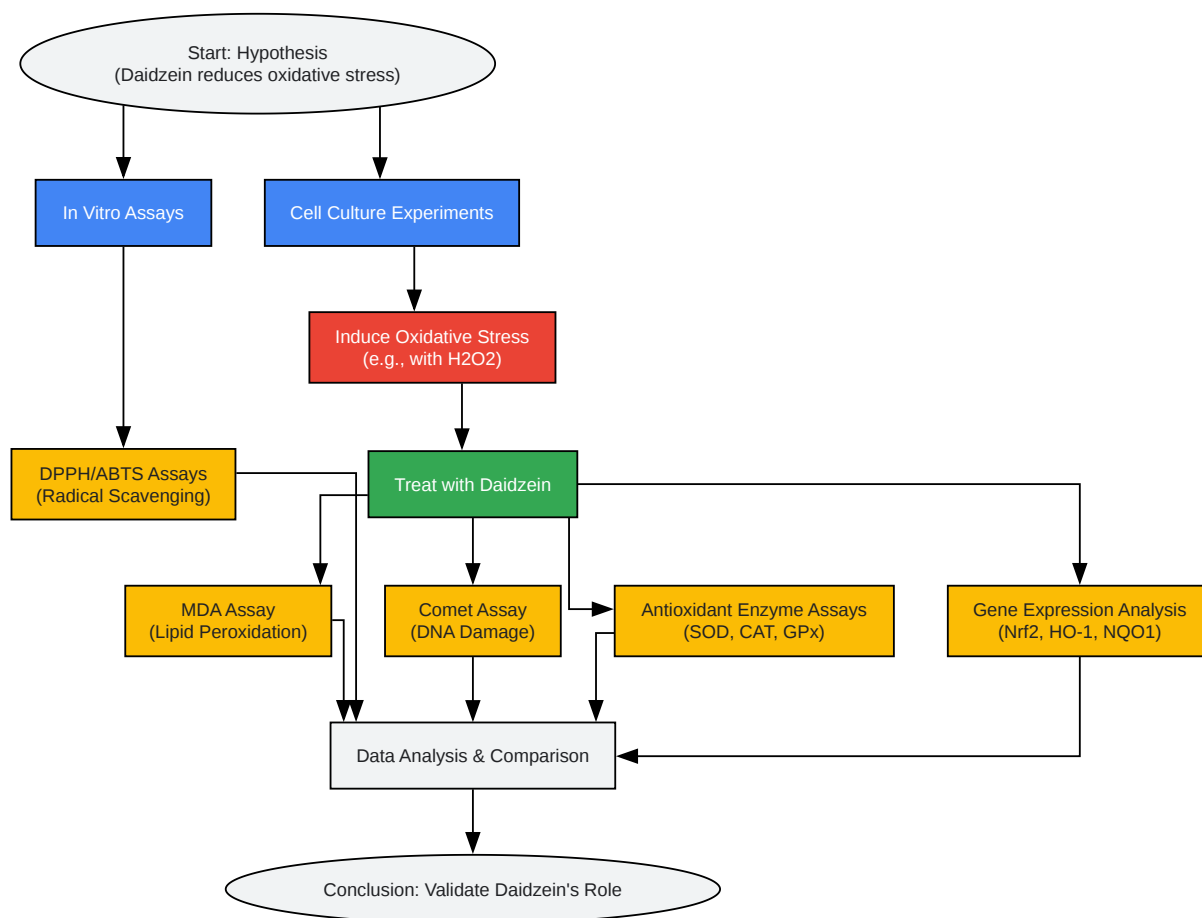 Start: Hypothesis
(Daidzein reduces oxidative stress)
In Vitro Assays
Cell Culture Experiments
Induce Oxidative Stress
(e.g., with H2O2)
DPPH/ABTS Assays
(Radical Scavenging)
Treat with Daidzein
MDA Assay
(Lipid Peroxidation)
Comet Assay
(DNA Damage)
Antioxidant Enzyme Assays
(SOD, CAT, GPx)
Gene Expression Analysis
(Nrf2, HO-1, NQO1)
Data Analysis & Comparison
Conclusion: Validate Daidzein's Role